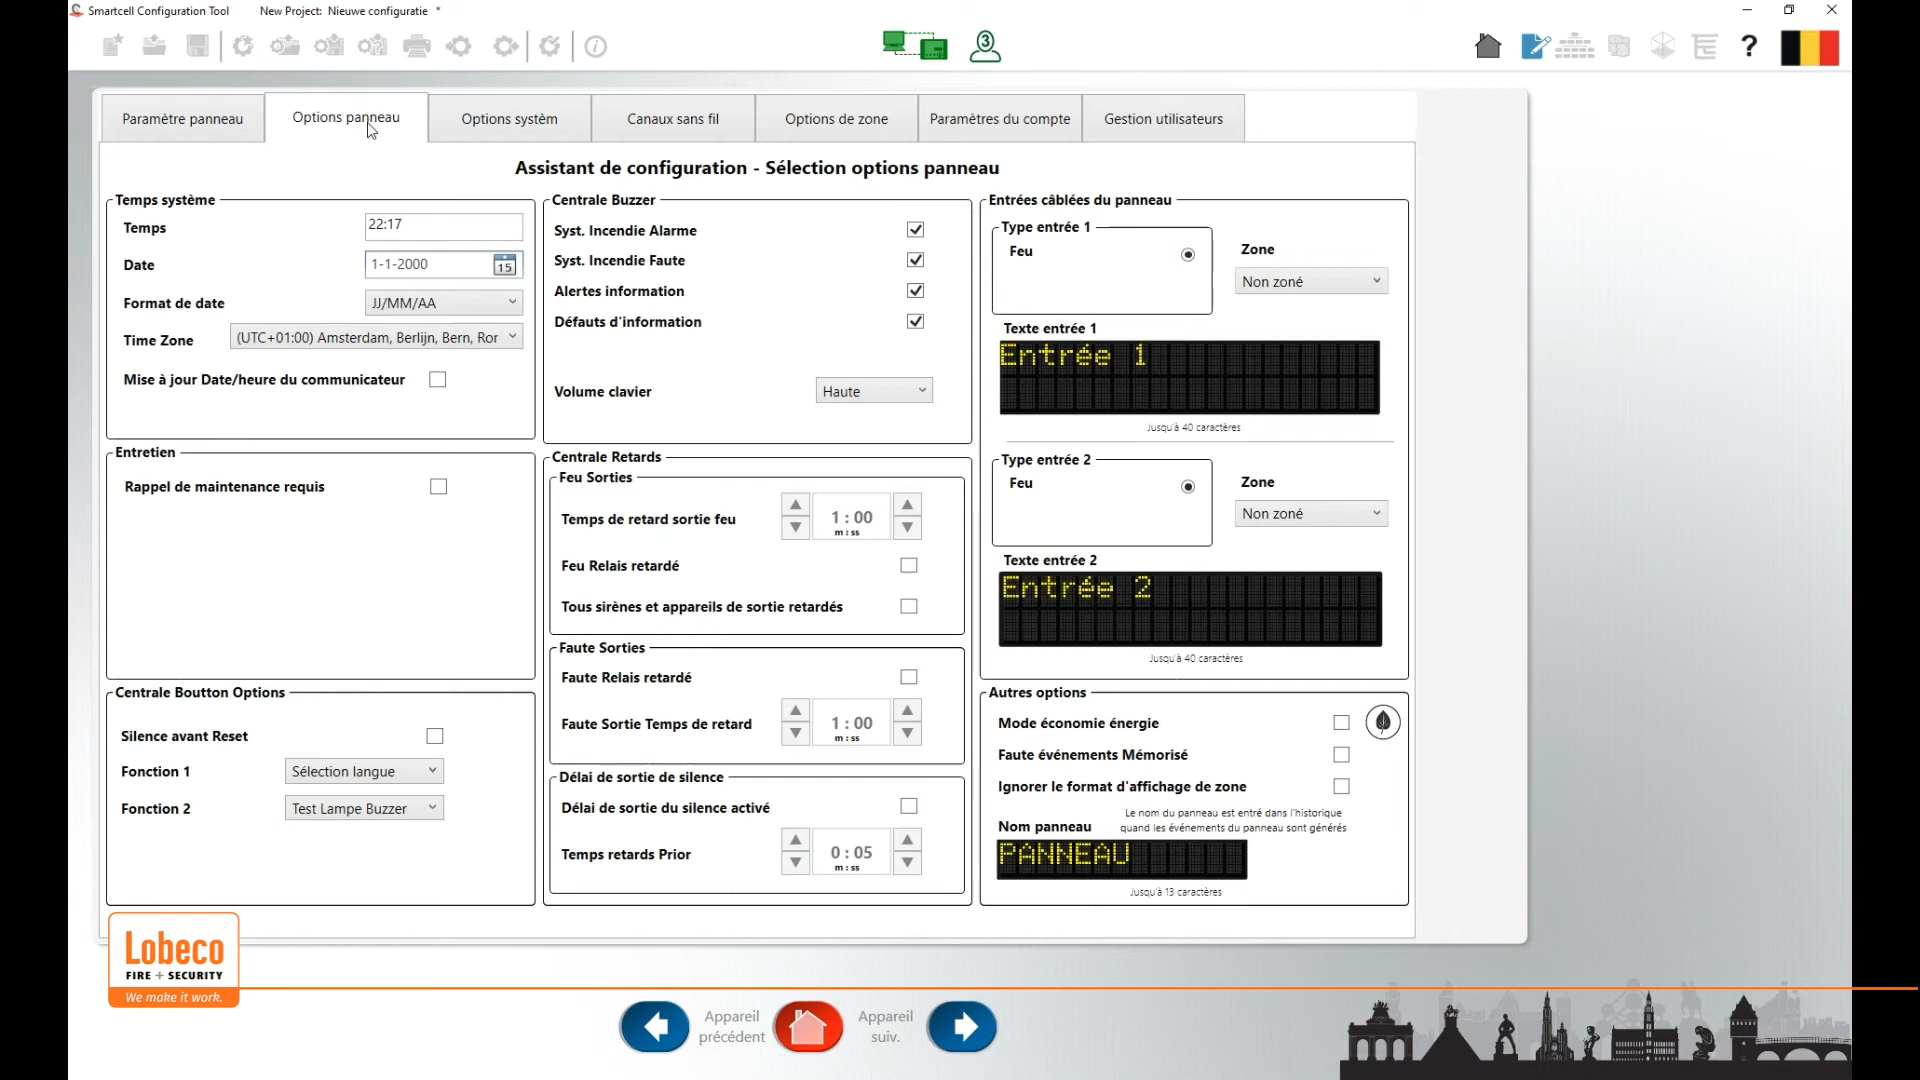 Smartcell Configuration Tool
New Project: Nieuwe configuratie *
3
?
Paramètre panneau
Options panneau
Options systèm
Canaux sans fil
Options de zone
Paramètres du compte
Gestion utilisateurs
Assistant de configuration - Sélection options panneau
Temps système
Temps
22:17
Date
1-1-2000
15
Format de date
JJ/MM/AA
Time Zone
(UTC+01:00) Amsterdam, Berlijn, Bern, Ror
Mise à jour Date/heure du communicateur
Entretien
Rappel de maintenance requis
Centrale Boutton Options
Silence avant Reset
Fonction 1
Sélection langue
Fonction 2
Test Lampe Buzzer
Centrale Buzzer
Syst. Incendie Alarme
Syst. Incendie Faute
Alertes information
Défauts d'information
Volume clavier
Haute
Centrale Retards
Feu Sorties
Temps de retard sortie feu
1 : 00
m : ss
Feu Relais retardé
Tous sirènes et appareils de sortie retardés
Faute Sorties
Faute Relais retardé
Faute Sortie Temps de retard
1 : 00
m : ss
Délai de sortie de silence
Délai de sortie du silence activé
Temps retards Prior
0 : 05
m : ss
Entrées câblées du panneau
Type entrée 1
Feu
Zone
Non zoné
Texte entrée 1
Entrée 1
Jusqu'à 40 caractères
Type entrée 2
Feu
Zone
Non zoné
Texte entrée 2
Entrée 2
Jusqu'à 40 caractères
Autres options
Mode économie énergie
Faute événements Mémorisé
Ignorer le format d'affichage de zone
Le nom du panneau est entré dans l'historique
quand les événements du panneau sont générés
Nom panneau
PANNEAU
Jusqu'à 13 caractères
Lobeco
FIRE + SECURITY
We make it work.
Appareil
précédent
Appareil
suiv.